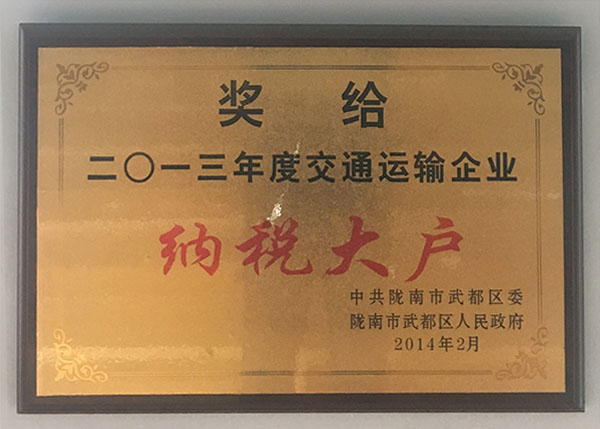 奖给
二〇一三年度交通运输企业
纳税大户
中共陇南市武都区委
陇南市武都区人民政府
2014年2月